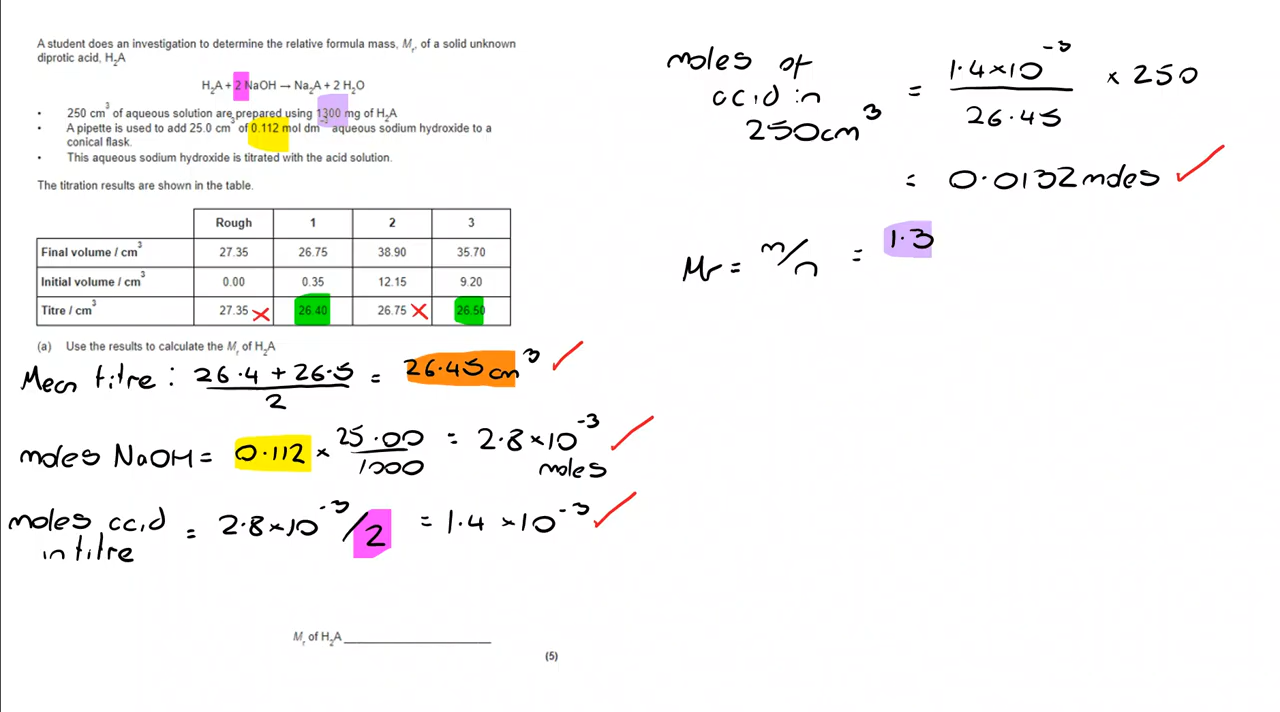 A student does an investigation to determine the relative formula mass, Mr, of a solid unknown
diprotic acid, H2A
H2A + 2 NaOH → Na2A + 2 H2O
• 250 cm3 of aqueous solution are prepared using 1300 mg of H2A
• A pipette is used to add 25.0 cm3 of 0.112 mol dm−3 aqueous sodium hydroxide to a
conical flask.
• This aqueous sodium hydroxide is titrated with the acid solution.
The titration results are shown in the table.
Rough 1 2 3
Final volume / cm3 27.35 26.75 38.90 35.70
Initial volume / cm3 0.00 0.35 12.15 9.20
Titre / cm3 27.35 × 26.40 26.75 × 26.50
(a) Use the results to calculate the Mr of H2A
Mean titre : 26.4 + 26.5 / 2 = 26.45 cm3 ✓
moles NaOH = 0.112 × 25.00 / 1000 = 2.8 × 10−3 moles ✓
moles acid in titre = 2.8 × 10−3 / 2 = 1.4 × 10−3 ✓
Mr of H2A
(5)
moles of
acid in
250cm3
= 1.4×10−3 / 26.45 × 250
= 0.0132 moles ✓
Mr = m/n = 1.3